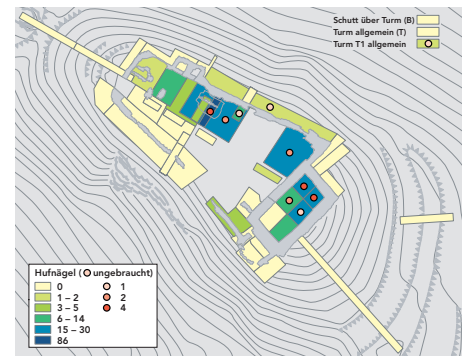 Schutt über Turm (B)
Turm allgemein (T)
Turm T1 allgemein
Hufnägel ( ungebraucht)
0 1
1 – 2 2
3 – 5 4
6 – 14
15 – 30
86